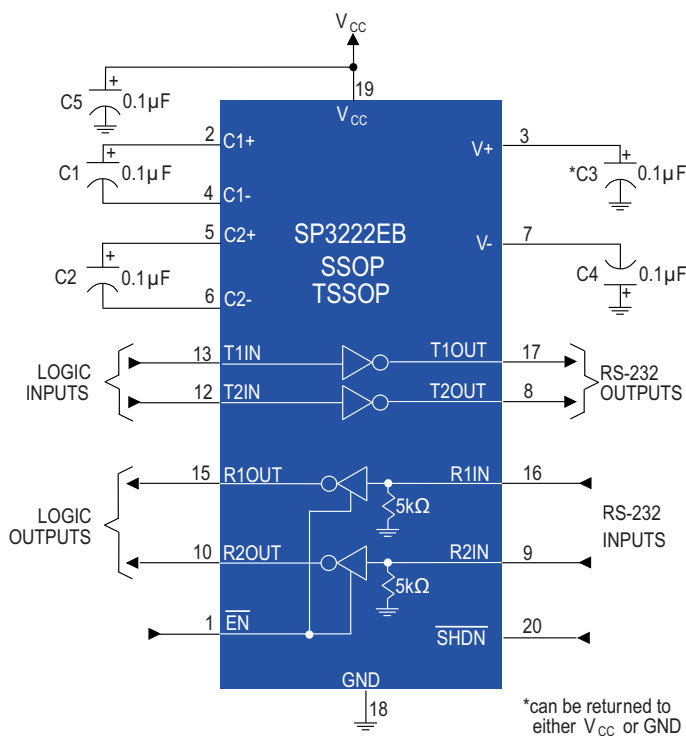 VCC
19
+
C5 0.1µF
VCC
2 C1+
V+ 3
+
C1 0.1µF
+
*C3 0.1µF
4 C1-
5 C2+
SP3222EB
SSOP
TSSOP
V- 7
+
C2 0.1µF
C4 0.1µF
+
6 C2-
LOGIC
INPUTS
13 T1IN T1OUT 17
12 T2IN T2OUT 8
RS-232
OUTPUTS
15 R1OUT R1IN 16
5kΩ
LOGIC
OUTPUTS
RS-232
INPUTS
10 R2OUT R2IN 9
5kΩ
1 EN
SHDN 20
GND
18
*can be returned to
either VCC or GND